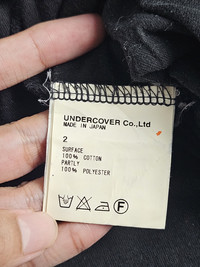 UNDERCOVER Co.,Ltd
MADE IN JAPAN
2
SURFACE
100% COTTON
PARTLY
100% POLYESTER
F